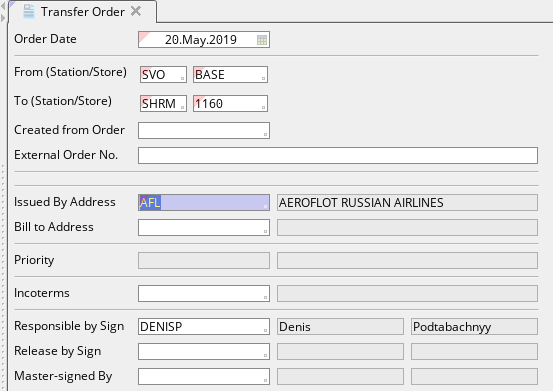 Transfer Order
Order Date 20.May.2019
From (Station/Store) SVO BASE
To (Station/Store) SHRM 1160
Created from Order
External Order No.
Issued By Address AFL AEROFLOT RUSSIAN AIRLINES
Bill to Address
Priority
Incoterms
Responsible by Sign DENISP Denis Podtabachnyy
Release by Sign
Master-signed By